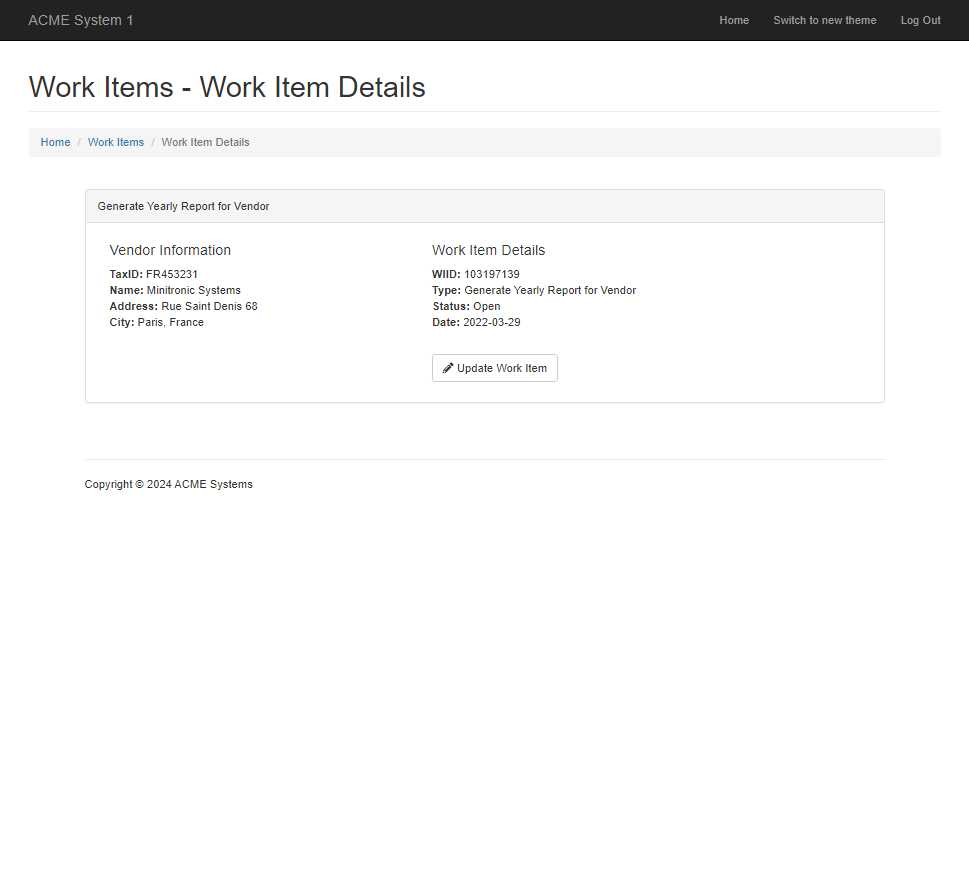 ACME System 1
Home
Switch to new theme
Log Out
Work Items - Work Item Details
Home / Work Items / Work Item Details
Generate Yearly Report for Vendor
Vendor Information
TaxID: FR453231
Name: Minitronic Systems
Address: Rue Saint Denis 68
City: Paris, France
Work Item Details
WIID: 103197139
Type: Generate Yearly Report for Vendor
Status: Open
Date: 2022-03-29
Update Work Item
Copyright © 2024 ACME Systems